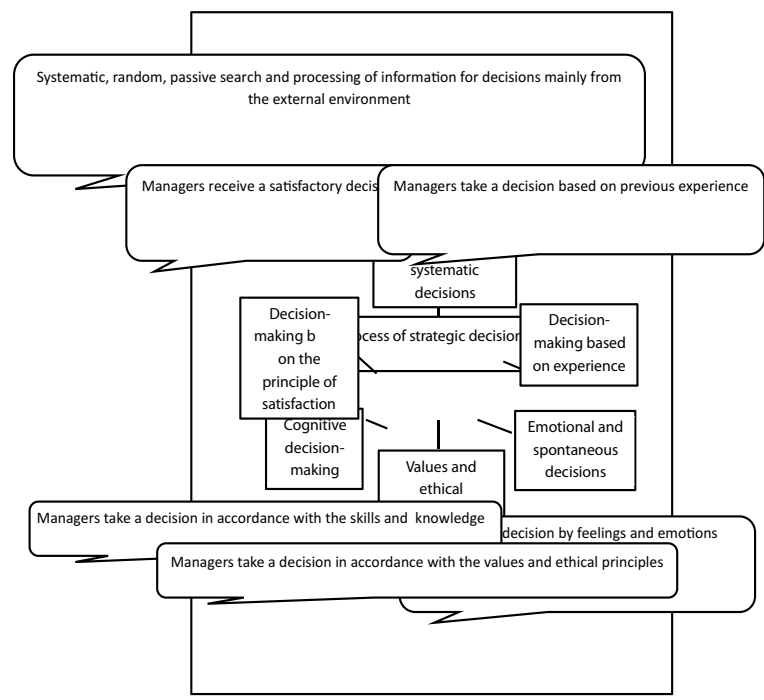 Systematic, random, passive search and processing of information for decisions mainly from
the external environment
Managers receive a satisfactory
Managers take a decision based on previous experience
systematic
decisions
Decision-
making b
on the
principle of
satisfaction
of strategic
Decision-
making based
on experience
Cognitive
decision-
making
Values and
ethical
Emotional and
spontaneous
decisions
Managers take a decision in accordance with the skills and knowledge
decision by feelings and emotions
Managers take a decision in accordance with the values and ethical principles